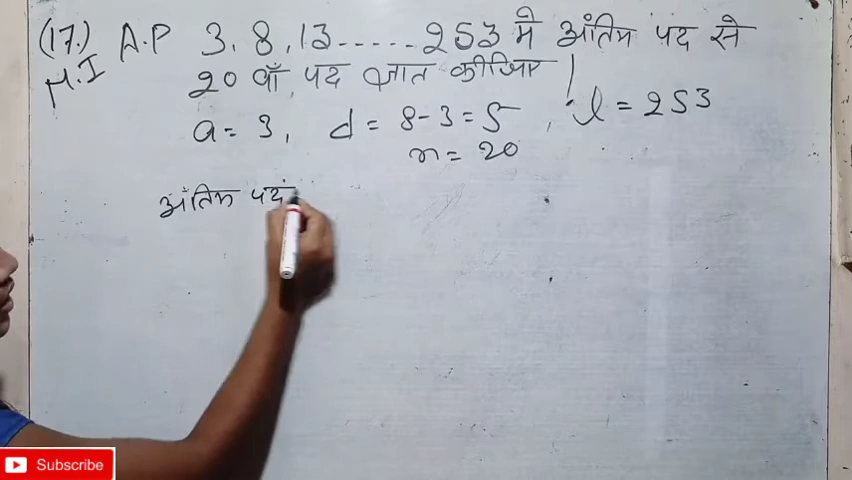 (17.) A.P 3, 8, 13.....253 मे अंतिम पद से
M.I 20 वाँ पद ज्ञात कीजिए।
a = 3, d = 8-3=5, l = 253
n = 20
अंतिम पद
Subscribe